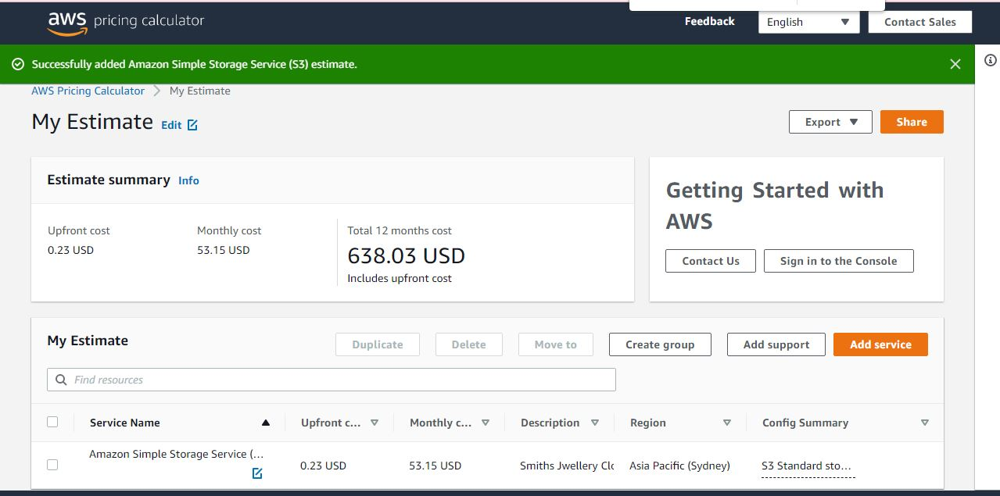 aws pricing calculator
Feedback
English
Contact Sales
Successfully added Amazon Simple Storage Service (S3) estimate.
AWS Pricing Calculator
My Estimate
My Estimate
Edit
Export
Share
Estimate summary
Info
Upfront cost
0.23 USD
Monthly cost
53.15 USD
Total 12 months cost
638.03 USD
Includes upfront cost
Getting Started with
AWS
Contact Us
Sign in to the Console
My Estimate
Duplicate
Delete
Move to
Create group
Add support
Add service
Find resources
Service Name
Upfront c...
Monthly c...
Description
Region
Config Summary
Amazon Simple Storage Service (...
0.23 USD
53.15 USD
Smiths Jwellery Clo
Asia Pacific (Sydney)
S3 Standard sto...